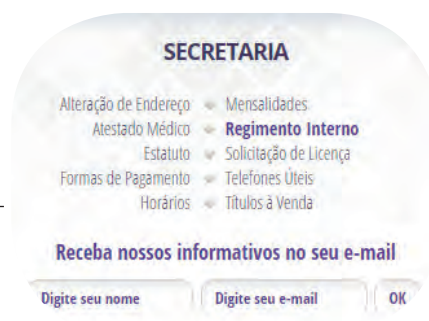 SECRETARIA
Alteração de Endereço Mensalidades
Atestado Médico Regimento Interno
Estatuto Solicitação de Licença
Formas de Pagamento Telefones Úteis
Horários Títulos à Venda
Receba nossos informativos no seu e-mail
Digite seu nome Digite seu e-mail OK